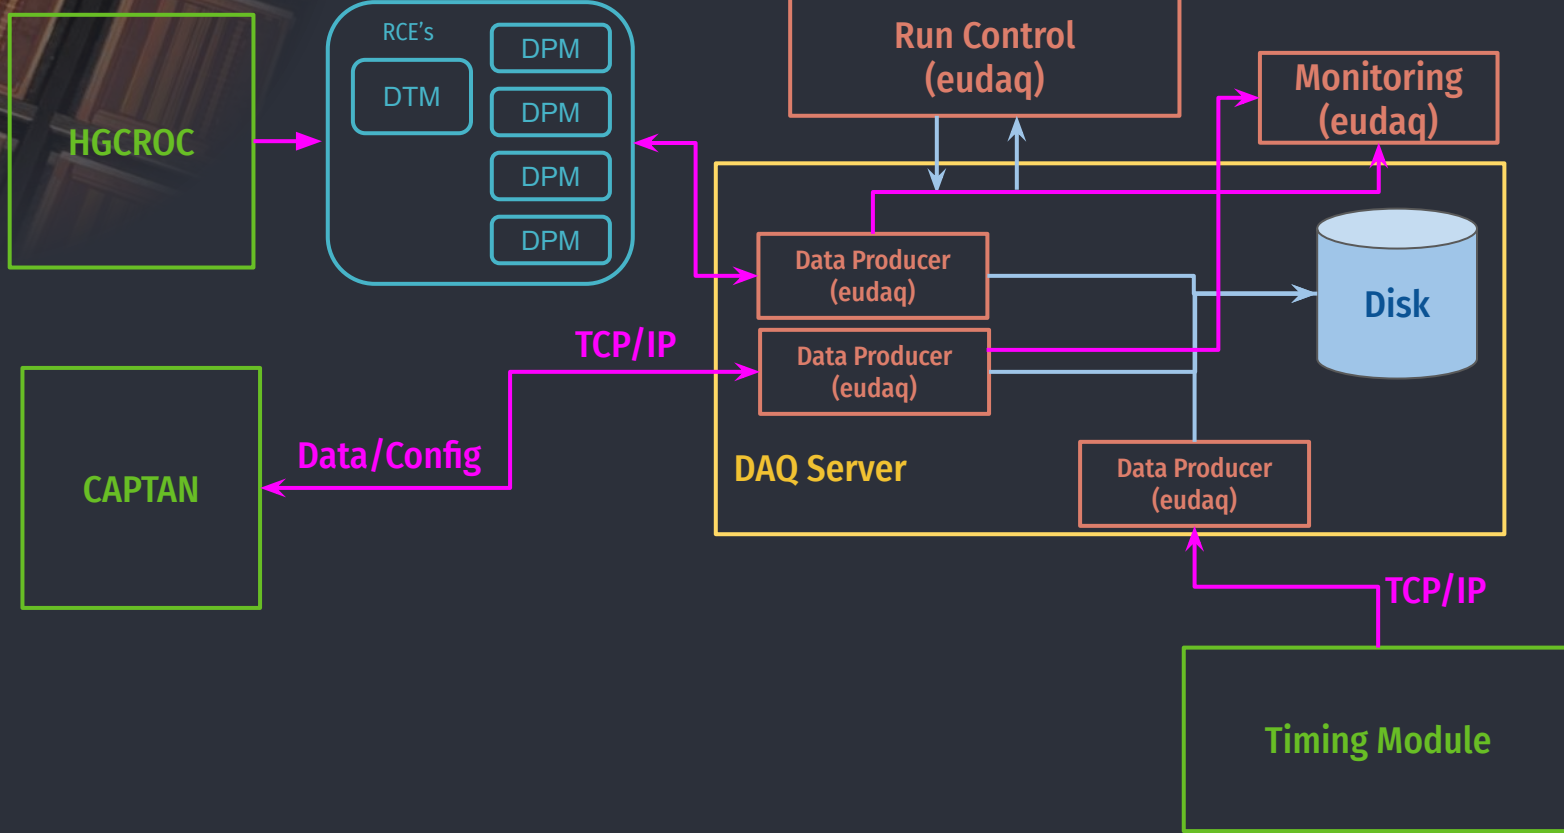 RCE's
DTM
DPM
DPM
DPM
DPM
HGCROC
Run Control
(eudaq)
Monitoring
(eudaq)
Data Producer
(eudaq)
Disk
TCP/IP
Data Producer
(eudaq)
Data/Config
CAPTAN
DAQ Server
Data Producer
(eudaq)
TCP/IP
Timing Module